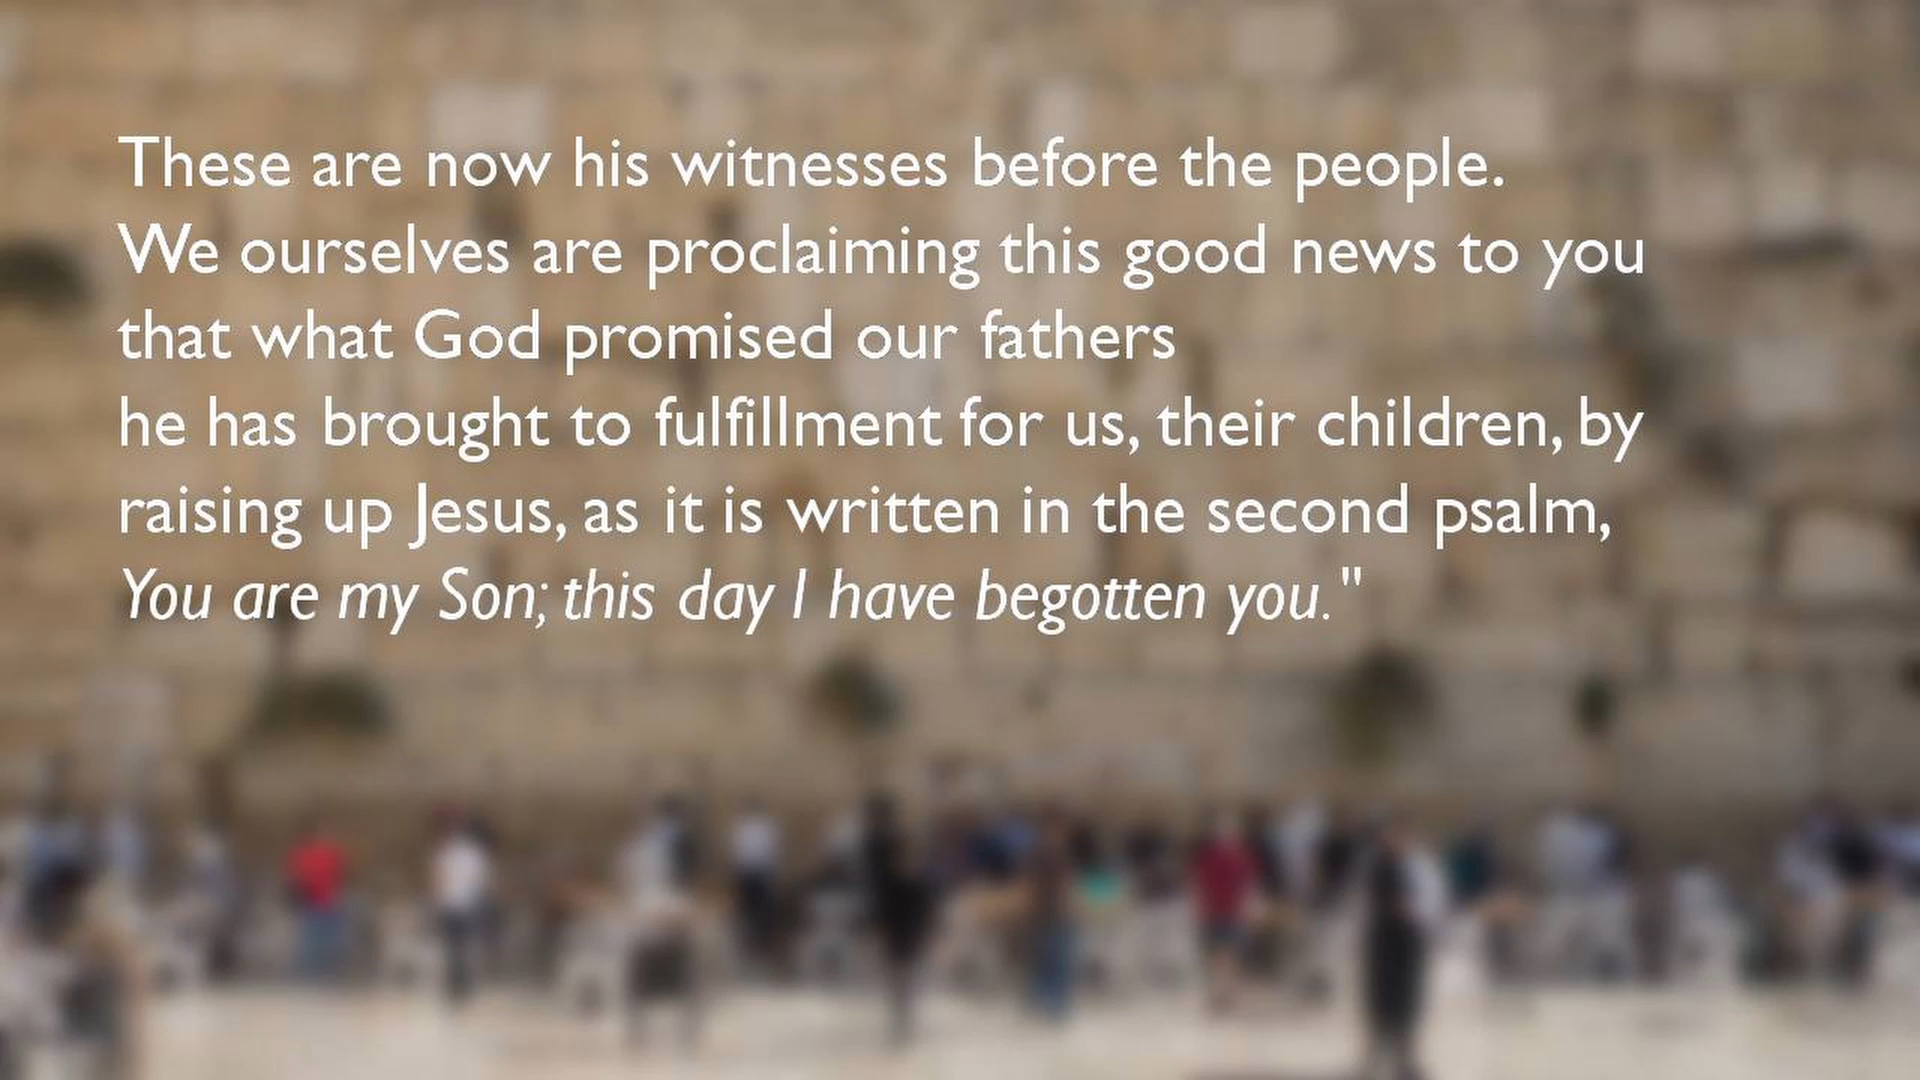 These are now his witnesses before the people.
We ourselves are proclaiming this good news to you
that what God promised our fathers
he has brought to fulfillment for us, their children, by
raising up Jesus, as it is written in the second psalm,
You are my Son; this day I have begotten you."